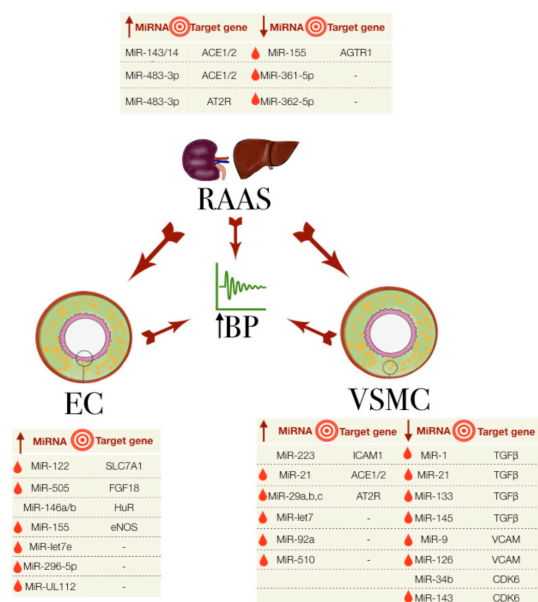 MiRNA Target gene MiRNA Target gene
MiR-143/14 ACE1/2 MiR-155 AGTR1
MiR-483-3p ACE1/2 MiR-361-5p -
MiR-483-3p AT2R MiR-362-5p -
RAAS
BP
EC
VSMC
MiRNA Target gene
MiR-122 SLC7A1
MiR-505 FGF18
MiR-146a/b HuR
MiR-155 eNOS
MiR-let7e -
MiR-296-5p -
MiR-UL112 -
MiRNA Target gene MiRNA Target gene
MiR-223 ICAM1 MiR-1 TGFβ
MiR-21 ACE1/2 MiR-21 TGFβ
MiR-29a,b,c AT2R MiR-133 TGFβ
MiR-let7 - MiR-145 TGFβ
MiR-92a - MiR-9 VCAM
MiR-510 - MiR-126 VCAM
MiR-34b CDK6
MiR-143 CDK6